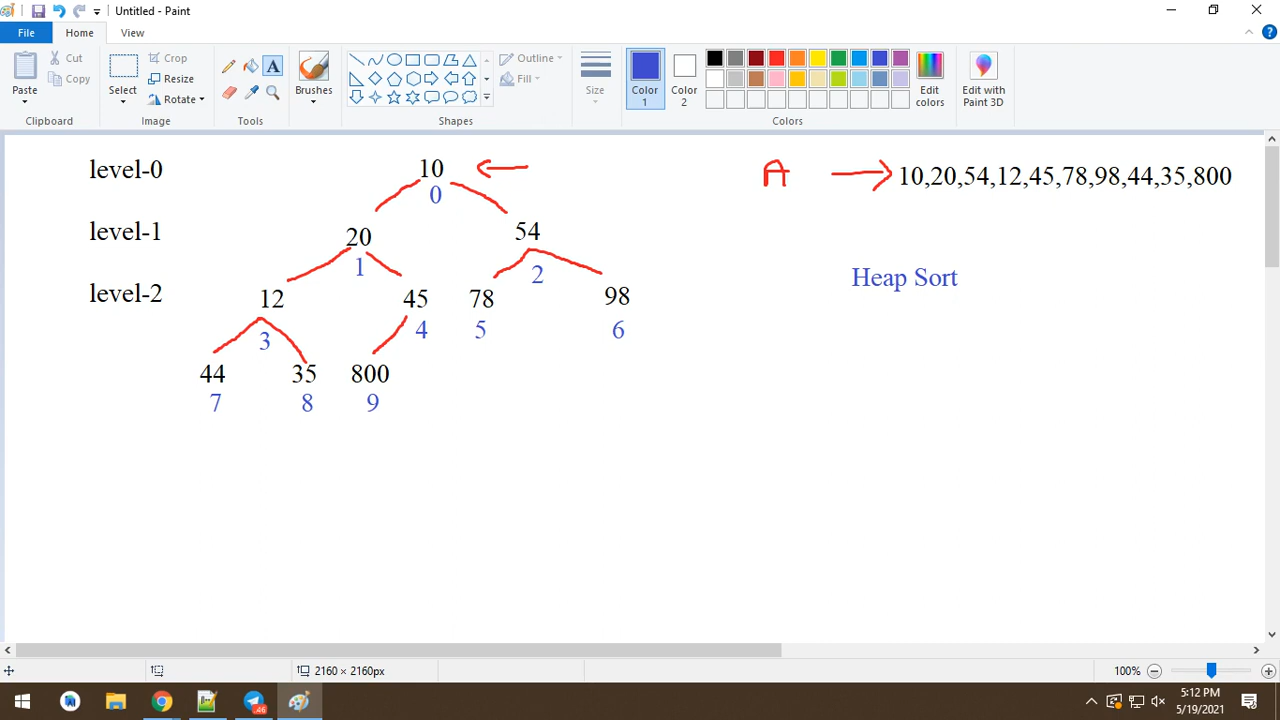 Untitled - Paint
File Home View
Paste
Cut
Copy
Clipboard
Select
Crop
Resize
Rotate
Image
A
Tools
Brushes
Outline
Fill
Shapes
Size
Color 1
Color 2
Edit colors
Edit with Paint 3D
Colors
level-0 10
0
A 10,20,54,12,45,78,98,44,35,800
level-1 20 54
1 2
Heap Sort
level-2 12 45 78 98
3 4 5 6
44 35 800
7 8 9
2160 × 2160px
100%
46
5:12 PM
5/19/2021